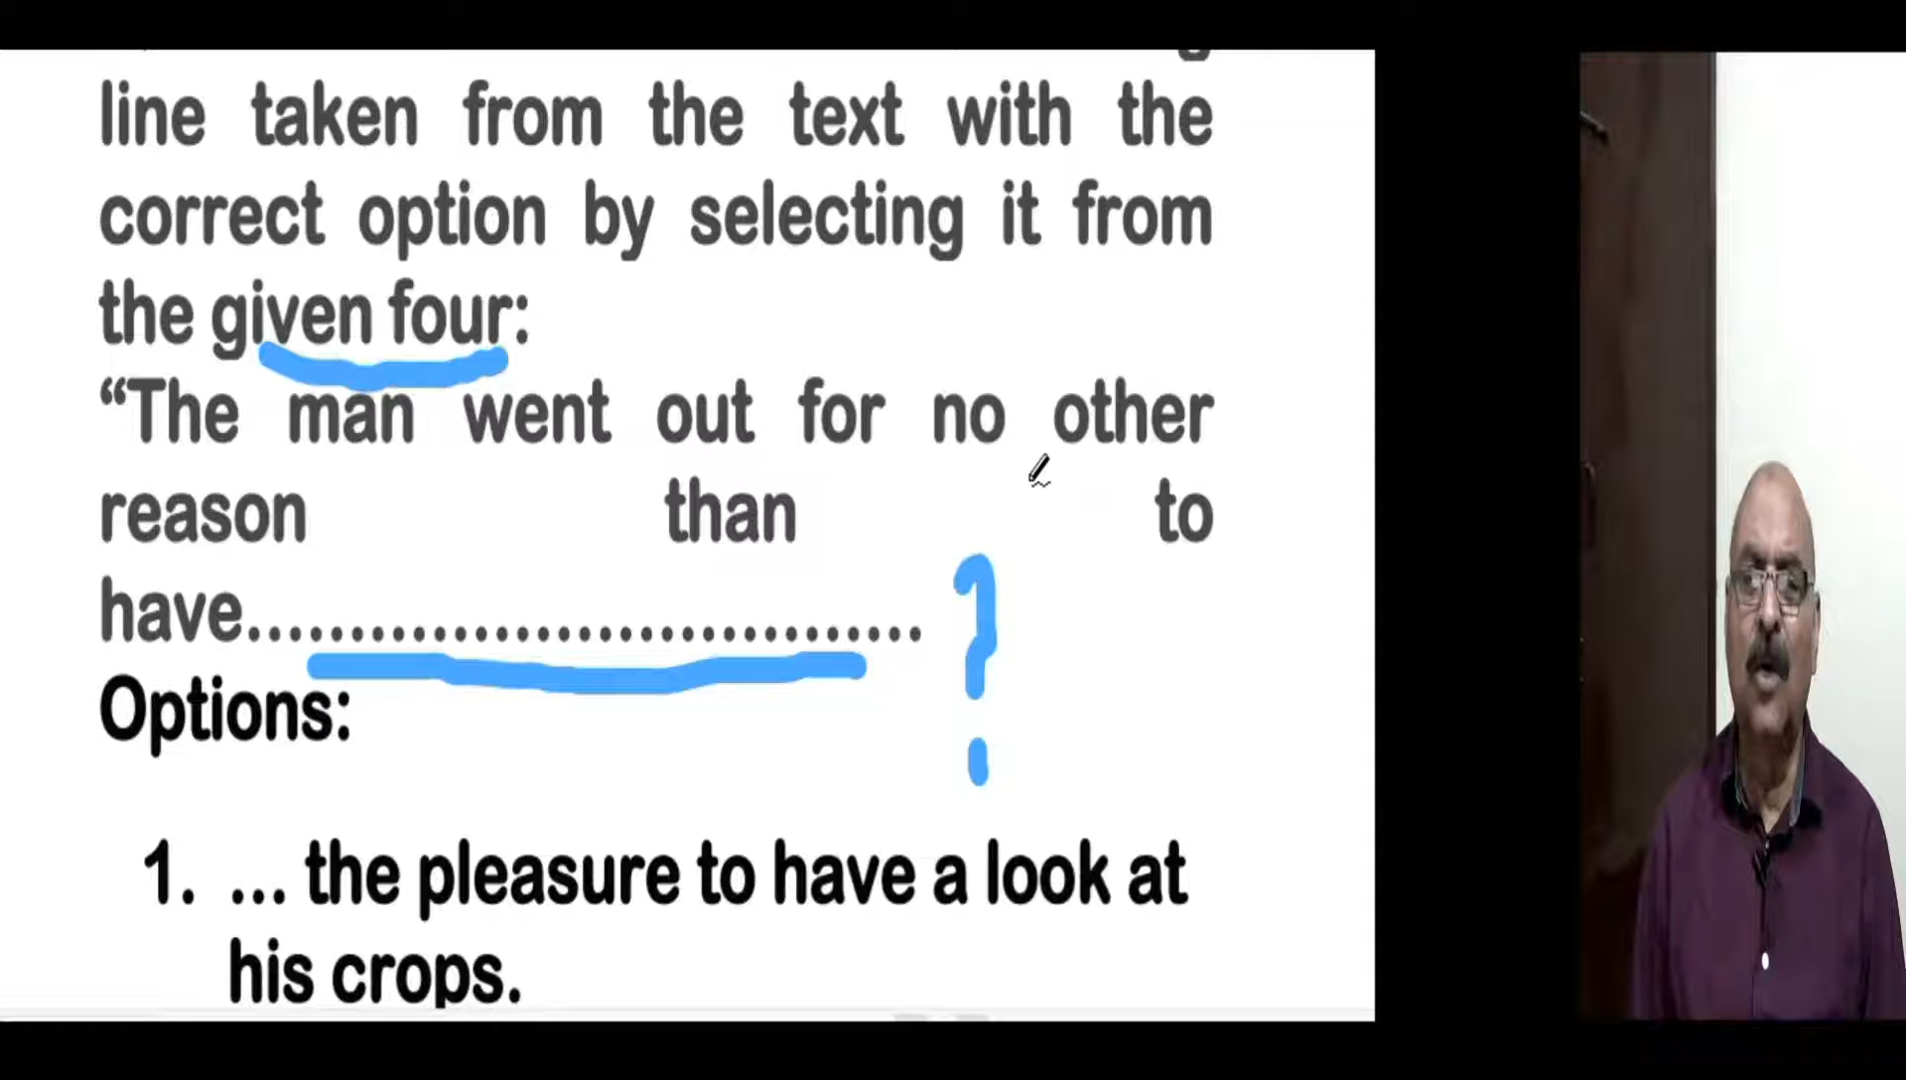 line taken from the text with the
correct option by selecting it from
the given four:
“The man went out for no other
reason than to
have.................................
Options:
1. ... the pleasure to have a look at
his crops.